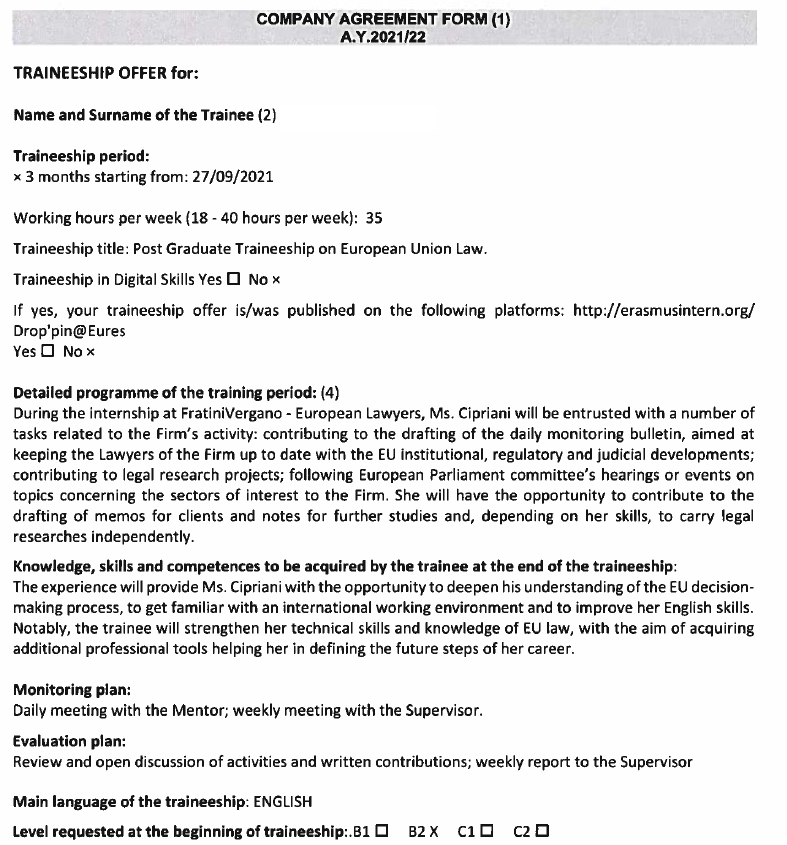 COMPANY AGREEMENT FORM (1)
A.Y.2021/22
TRAINEESHIP OFFER for:
Name and Surname of the Trainee (2)
Traineeship period:
× 3 months starting from: 27/09/2021
Working hours per week (18 - 40 hours per week): 35
Traineeship title: Post Graduate Traineeship on European Union Law.
Traineeship in Digital Skills Yes ☐ No ×
If yes, your traineeship offer is/was published on the following platforms: http://erasmusintern.org/
Drop'pin@Eures
Yes ☐ No ×
Detailed programme of the training period: (4)
During the internship at FratiniVergano - European Lawyers, Ms. Cipriani will be entrusted with a number of
tasks related to the Firm's activity: contributing to the drafting of the daily monitoring bulletin, aimed at
keeping the Lawyers of the Firm up to date with the EU institutional, regulatory and judicial developments;
contributing to legal research projects; following European Parliament committee's hearings or events on
topics concerning the sectors of interest to the Firm. She will have the opportunity to contribute to the
drafting of memos for clients and notes for further studies and, depending on her skills, to carry legal
researches independently.
Knowledge, skills and competences to be acquired by the trainee at the end of the traineeship:
The experience will provide Ms. Cipriani with the opportunity to deepen his understanding of the EU decision-
making process, to get familiar with an international working environment and to improve her English skills.
Notably, the trainee will strengthen her technical skills and knowledge of EU law, with the aim of acquiring
additional professional tools helping her in defining the future steps of her career.
Monitoring plan:
Daily meeting with the Mentor; weekly meeting with the Supervisor.
Evaluation plan:
Review and open discussion of activities and written contributions; weekly report to the Supervisor
Main language of the traineeship: ENGLISH
Level requested at the beginning of traineeship:.B1 ☐ B2 X C1 ☐ C2 ☐